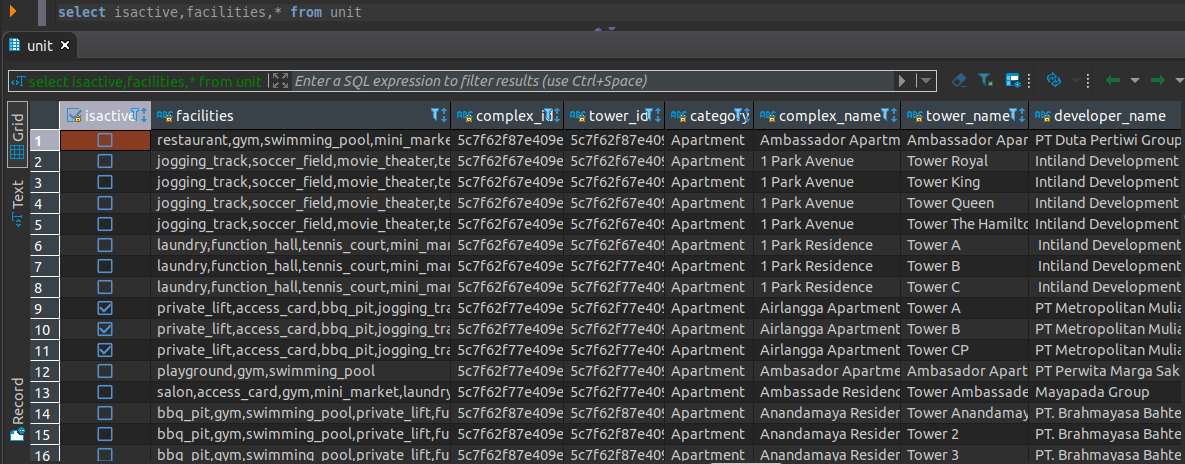 select isactive,facilities,* from unit
unit
select isactive,facilities,* from unit Enter a SQL expression to filter results (use Ctrl+Space)
Grid
Text
Record
isactive facilities complex_id tower_id category complex_name tower_name developer_name
1 restaurant,gym,swimming_pool,mini_marke 5c7f62f87e409e 5c7f62f87e409 Apartment Ambassador Apartm Ambassador Apar PT Duta Pertiwi Group
2 jogging_track,soccer_field,movie_theater,te 5c7f62f67e409e 5c7f62f67e409 Apartment 1 Park Avenue Tower Royal Intiland Development
3 jogging_track,soccer_field,movie_theater,te 5c7f62f67e409e 5c7f62f67e409 Apartment 1 Park Avenue Tower King Intiland Development
4 jogging_track,soccer_field,movie_theater,te 5c7f62f67e409e 5c7f62f67e409 Apartment 1 Park Avenue Tower Queen Intiland Development
5 jogging_track,soccer_field,movie_theater,te 5c7f62f67e409e 5c7f62f67e409 Apartment 1 Park Avenue Tower The Hamilto Intiland Development
6 laundry,function_hall,tennis_court,mini_mar 5c7f62f67e409e 5c7f62f77e409 Apartment 1 Park Residence Tower A Intiland Development
7 laundry,function_hall,tennis_court,mini_mar 5c7f62f67e409e 5c7f62f77e409 Apartment 1 Park Residence Tower B Intiland Development
8 laundry,function_hall,tennis_court,mini_mar 5c7f62f67e409e 5c7f62f77e409 Apartment 1 Park Residence Tower C Intiland Development
9 private_lift,access_card,bbq_pit,jogging_tra 5c7f62f77e409e 5c7f62f77e409 Apartment Airlangga Apartment Tower A PT Metropolitan Mulia
10 private_lift,access_card,bbq_pit,jogging_tra 5c7f62f77e409e 5c7f62f77e409 Apartment Airlangga Apartment Tower B PT Metropolitan Mulia
11 private_lift,access_card,bbq_pit,jogging_tra 5c7f62f77e409e 5c7f62f77e409 Apartment Airlangga Apartment Tower CP PT Metropolitan Mulia
12 playground,gym,swimming_pool 5c7f62f77e409e 5c7f62f77e409 Apartment Ambasador Apartm Ambasador Apart PT Perwita Marga Sak
13 salon,access_card,gym,mini_market,laundry 5c7f62f87e409e 5c7f62f87e409 Apartment Ambassade Residen Tower Ambassade Mayapada Group
14 bbq_pit,gym,swimming_pool,private_lift,fu 5c7f62f87e409e 5c7f62f87e409 Apartment Anandamaya Residen Tower Anandamay PT. Brahmayasa Bahte
15 bbq_pit,gym,swimming_pool,private_lift,fu 5c7f62f87e409e 5c7f62f87e409 Apartment Anandamaya Residen Tower 2 PT. Brahmayasa Bahte
16 bbq_pit,gym,swimming_pool,private_lift,fu 5c7f62f87e409e 5c7f62f87e409 Apartment Anandamaya Residen Tower 3 PT. Brahmayasa Bahte